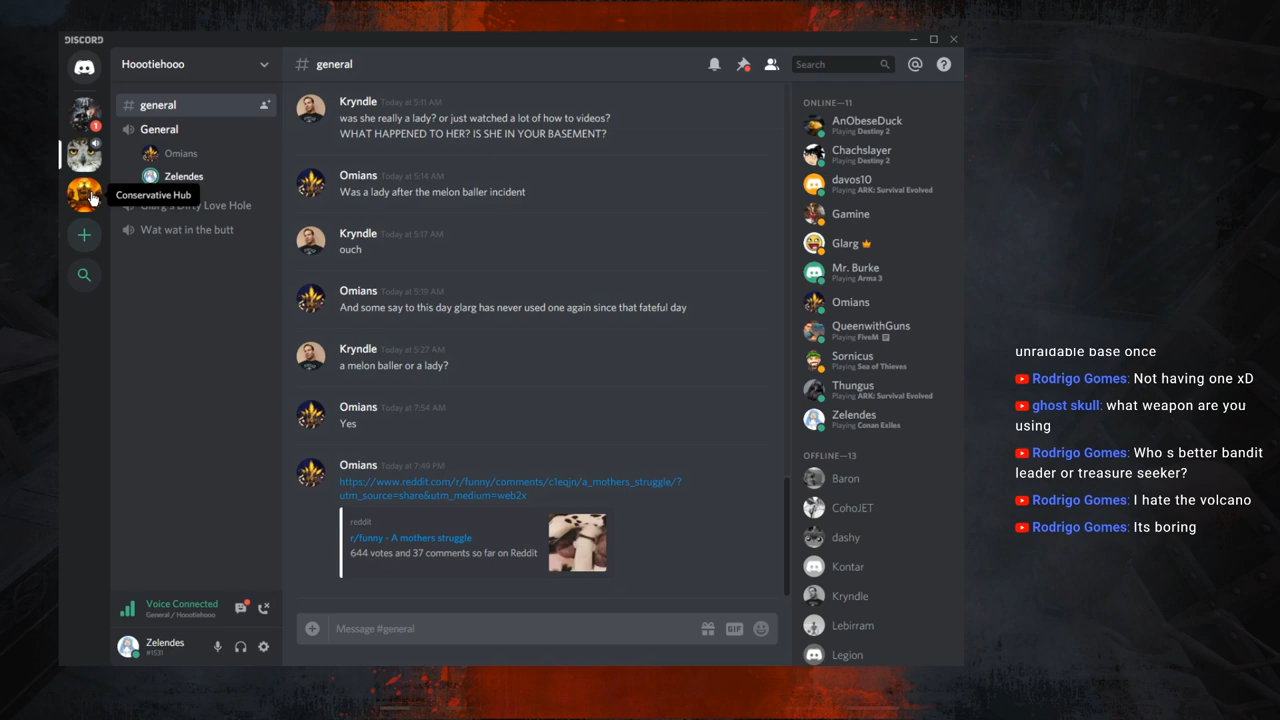 DISCORD
Hoootiehooo
# general
Search
1
# general
General
Omians
Zelendes
Conservative Hub
Glarg's Dirty Love Hole
Wat wat in the butt
Kryndle Today at 5:11 AM
was she really a lady? or just watched a lot of how to videos?
WHAT HAPPENED TO HER? IS SHE IN YOUR BASEMENT?
Omians Today at 5:14 AM
Was a lady after the melon baller incident
Kryndle Today at 5:17 AM
ouch
Omians Today at 5:19 AM
And some say to this day glarg has never used one again since that fateful day
Kryndle Today at 5:27 AM
a melon baller or a lady?
Omians Today at 7:54 AM
Yes
Omians Today at 7:49 PM
https://www.reddit.com/r/funny/comments/c1eqjn/a_mothers_struggle/?
utm_source=share&utm_medium=web2x
reddit
r/funny - A mothers struggle
644 votes and 37 comments so far on Reddit
Message #general
GIF
Voice Connected
General / Hoootiehooo
Zelendes
#1531
ONLINE—11
AnObeseDuck
Playing Destiny 2
Chachslayer
Playing Destiny 2
davos10
Playing ARK: Survival Evolved
Gamine
Glarg
Mr. Burke
Playing Arma 3
Omians
QueenwithGuns
Playing FiveM
Sornicus
Playing Sea of Thieves
Thungus
Playing ARK: Survival Evolved
Zelendes
Playing Conan Exiles
OFFLINE—13
Baron
CohoJET
dashy
Kontar
Kryndle
Lebirram
Legion
unraidable base once
Rodrigo Gomes: Not having one xD
ghost skull: what weapon are you
using
Rodrigo Gomes: Who s better bandit
leader or treasure seeker?
Rodrigo Gomes: I hate the volcano
Rodrigo Gomes: Its boring